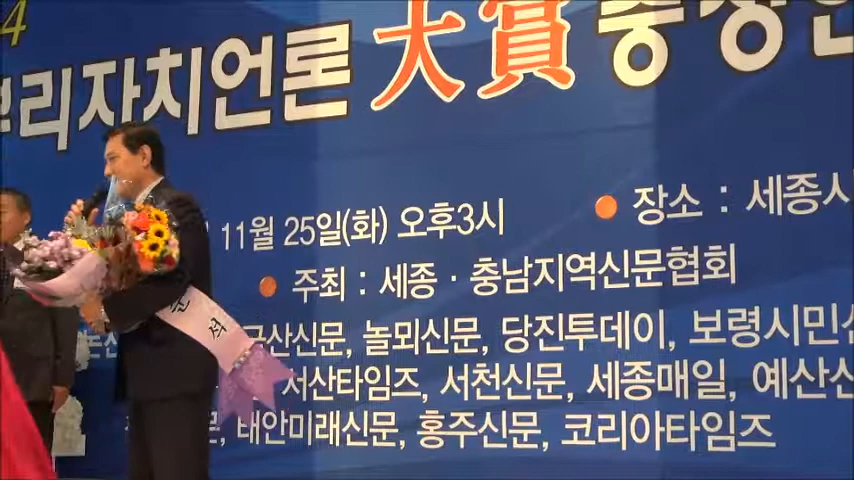 4
리자치언론 大賞
11월 25일(화) 오후3시 장소 : 세종시
주최 : 세종·충남지역신문협회
논산 군산신문, 놀뫼신문, 당진투데이, 보령시민
서산타임즈, 서천신문, 세종매일, 예산
태안미래신문, 홍주신문, 코리아타임즈
석